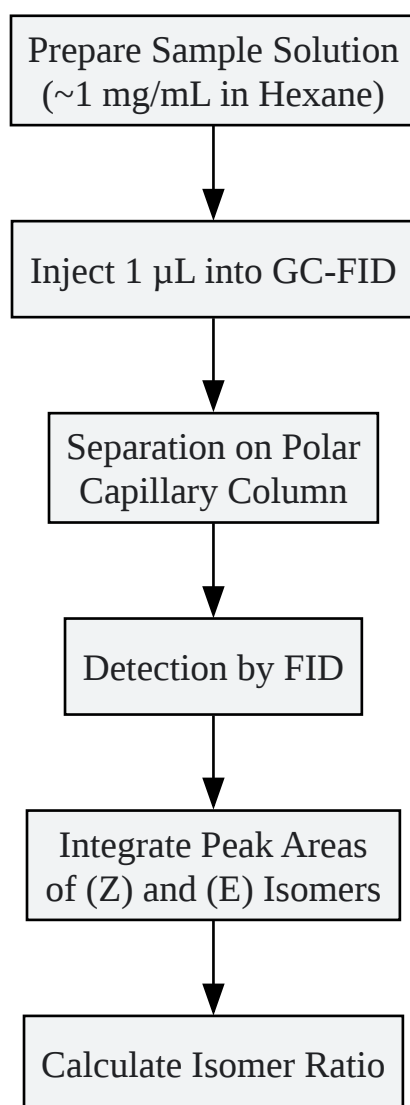 Prepare Sample Solution
(~1 mg/mL in Hexane)
Inject 1 µL into GC-FID
Separation on Polar
Capillary Column
Detection by FID
Integrate Peak Areas
of (Z) and (E) Isomers
Calculate Isomer Ratio